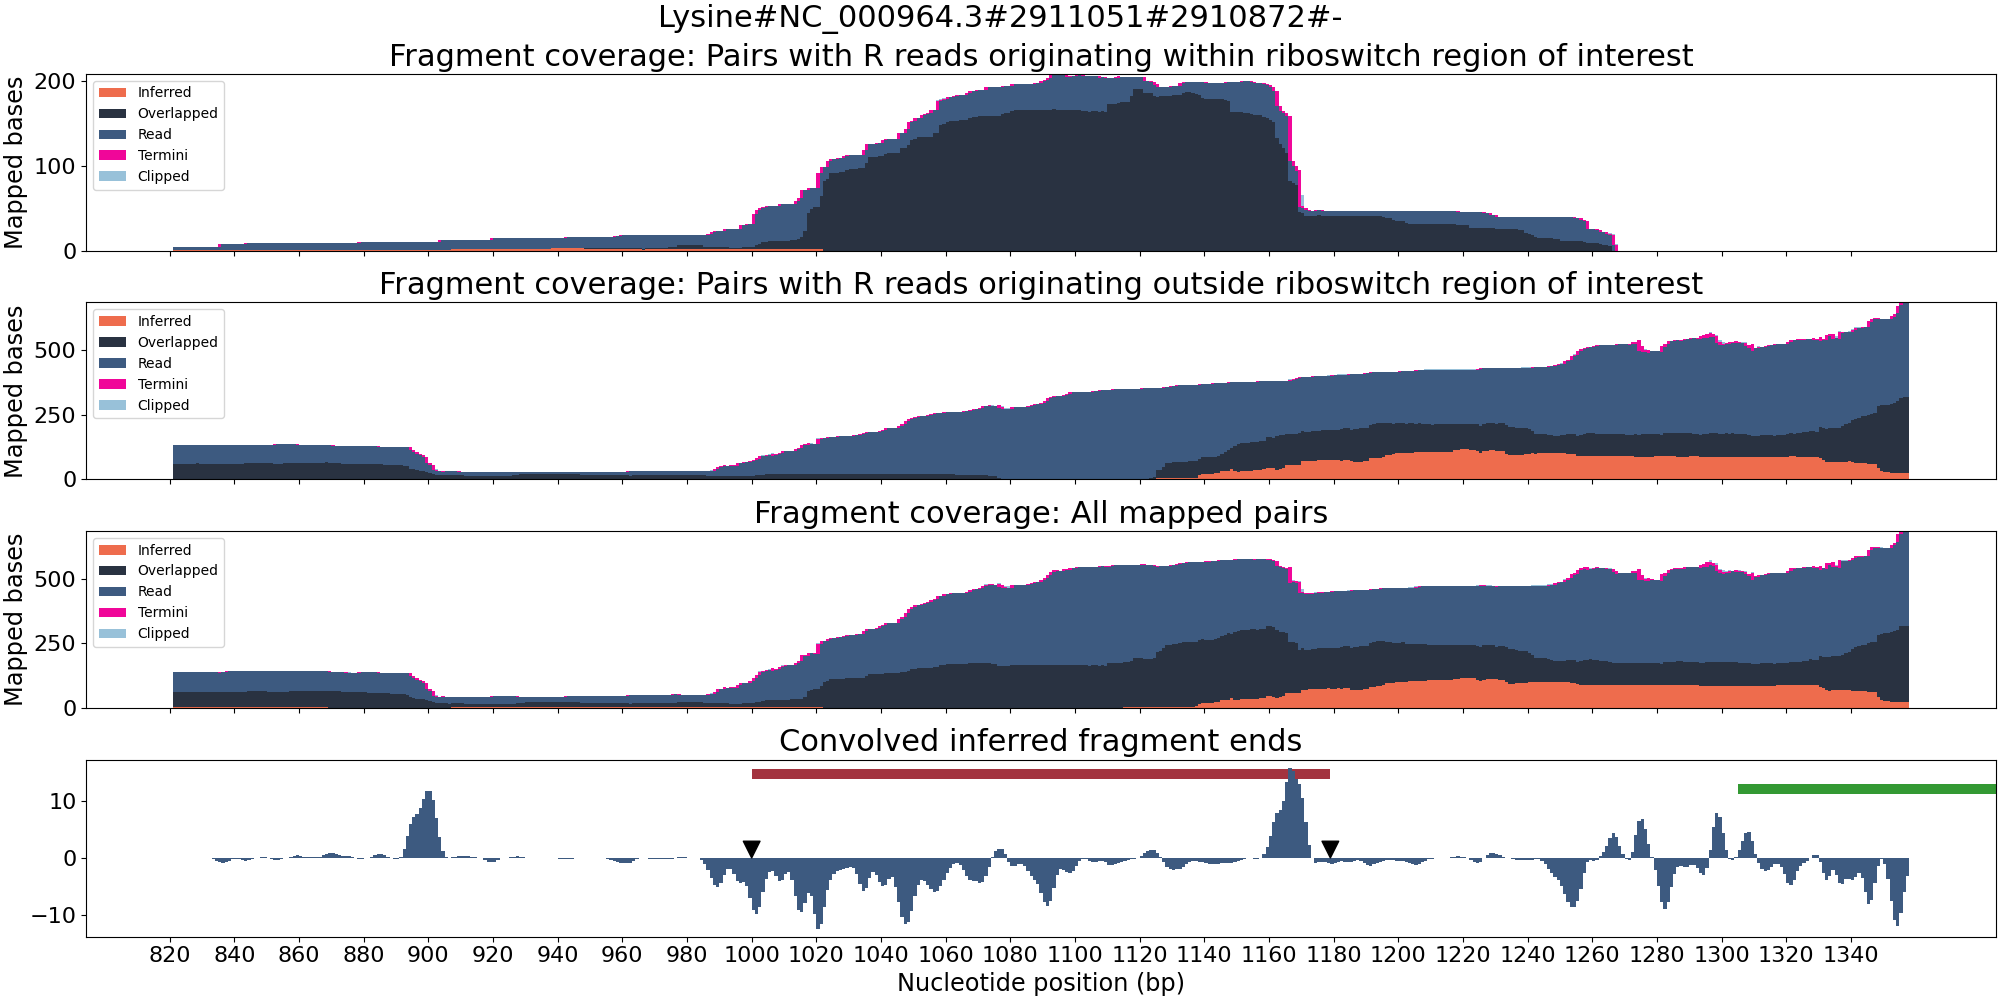 Lysine#NC_000964.3#2911051#2910872#-
Fragment coverage: Pairs with R reads originating within riboswitch region of interest
Mapped bases
200
100
0
Inferred
Overlapped
Read
Termini
Clipped
Fragment coverage: Pairs with R reads originating outside riboswitch region of interest
Mapped bases
500
250
0
Inferred
Overlapped
Read
Termini
Clipped
Fragment coverage: All mapped pairs
Mapped bases
500
250
0
Inferred
Overlapped
Read
Termini
Clipped
Convolved inferred fragment ends
10
0
−10
820 840 860 880 900 920 940 960 980 1000 1020 1040 1060 1080 1100 1120 1140 1160 1180 1200 1220 1240 1260 1280 1300 1320 1340
Nucleotide position (bp)